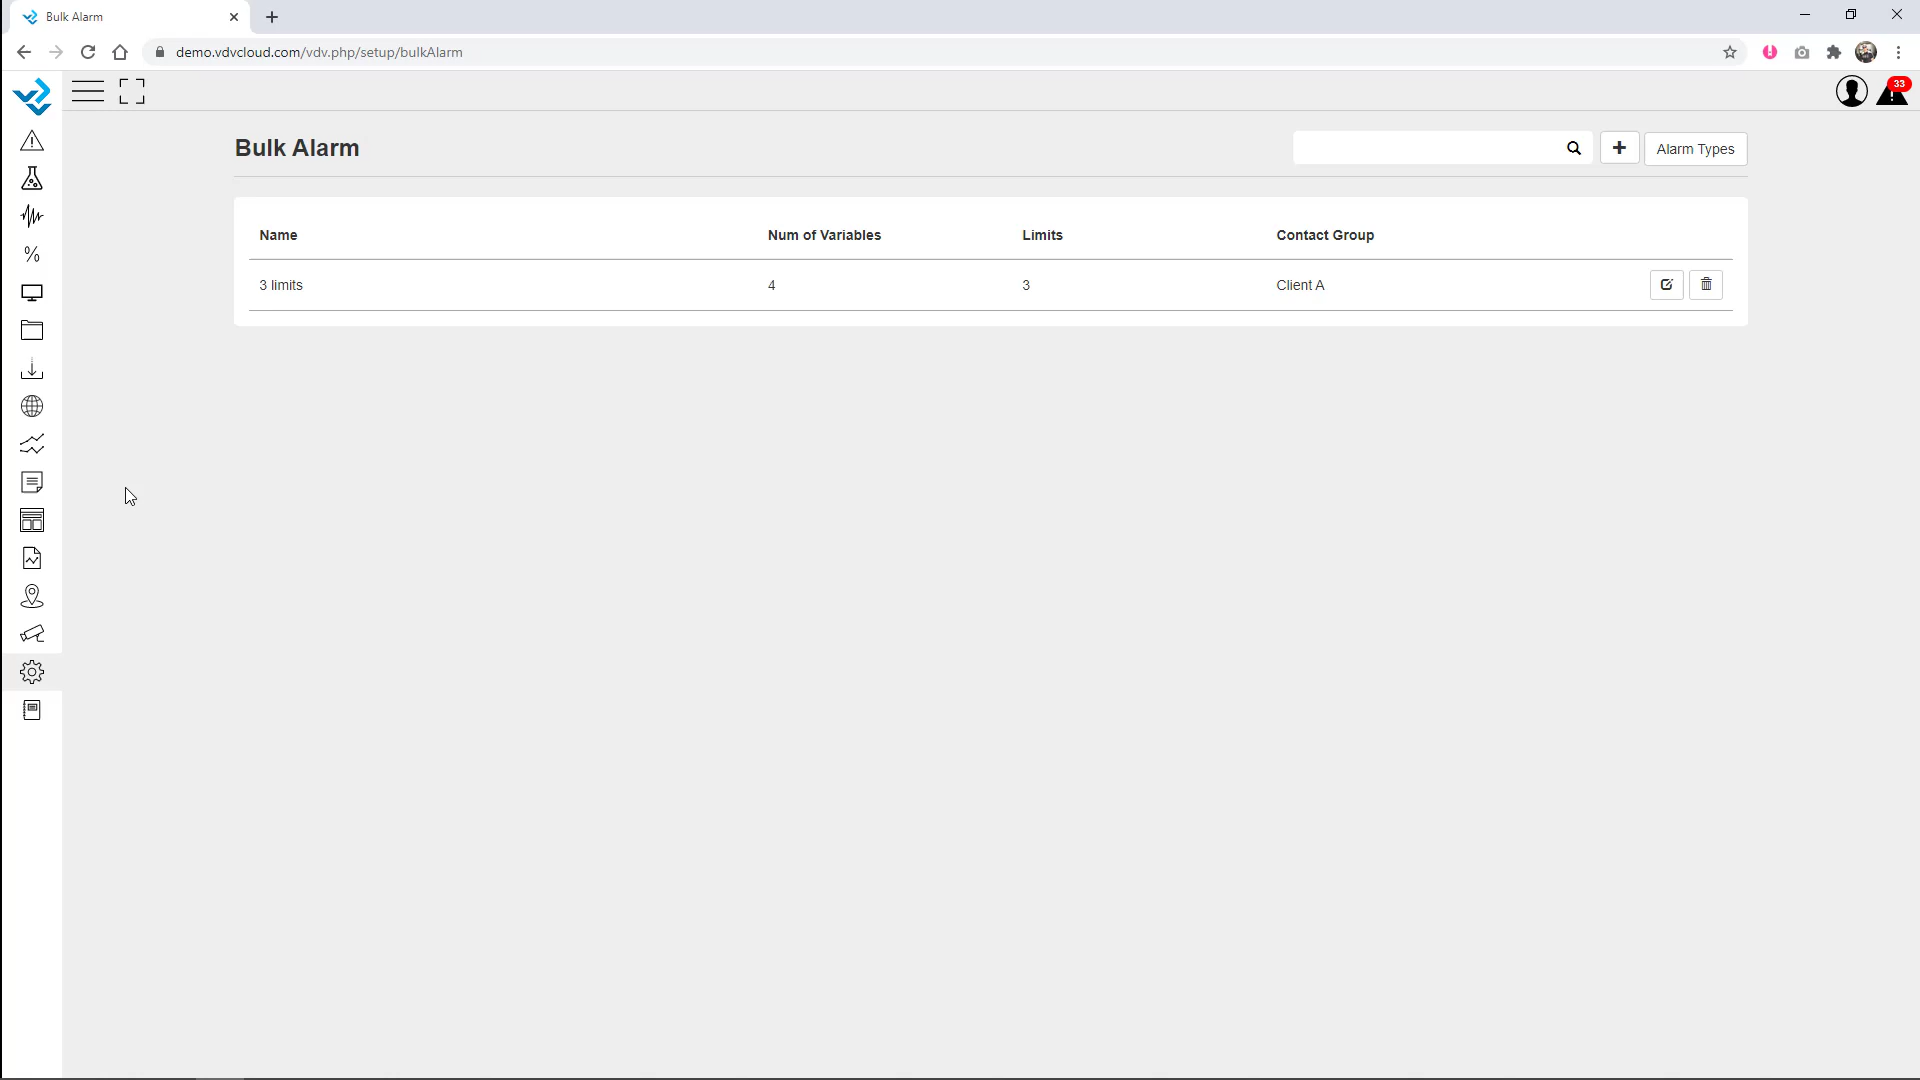 Bulk Alarm
demo.vdvcloud.com/vdv.php/setup/bulkAlarm
33
Bulk Alarm
Alarm Types
Name Num of Variables Limits Contact Group
3 limits 4 3 Client A
%